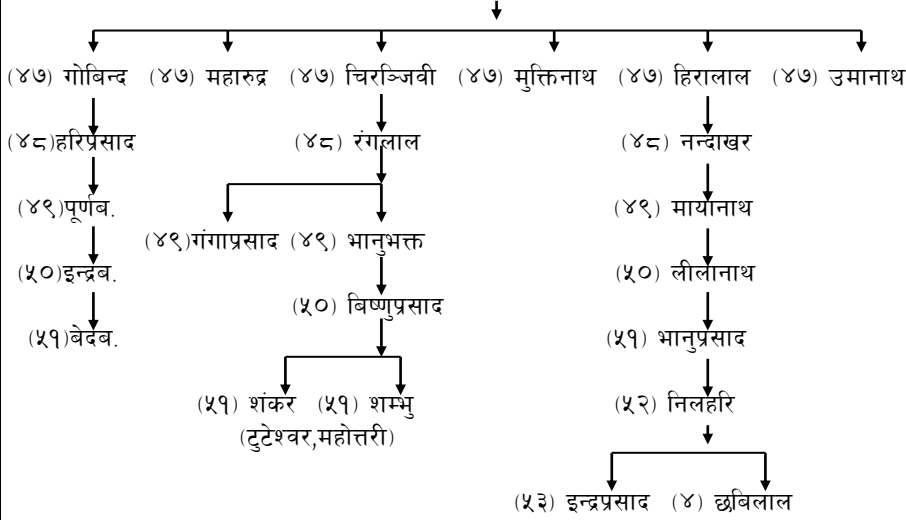 (४७) गोबिन्द (४७) महारुद्र (४७) चिरञ्जिवी (४७) मुक्तिनाथ (४७) हिरालाल (४७) उमानाथ
(४८)हरिप्रसाद (४८) रंगलाल (४८) नन्दाखर
(४९)पूर्णब. (४९) मायानाथ
(४९)गंगाप्रसाद (४९) भानुभक्त
(५०)इन्द्रब. (५०) लीलानाथ
(५०) बिष्णुप्रसाद
(५१)बेदब. (५१) भानुप्रसाद
(५१) शंकर (५१) शम्भु (५२) निलहरि
(टुटेश्वर,महोत्तरी)
(५३) इन्द्रप्रसाद (४) छबिलाल